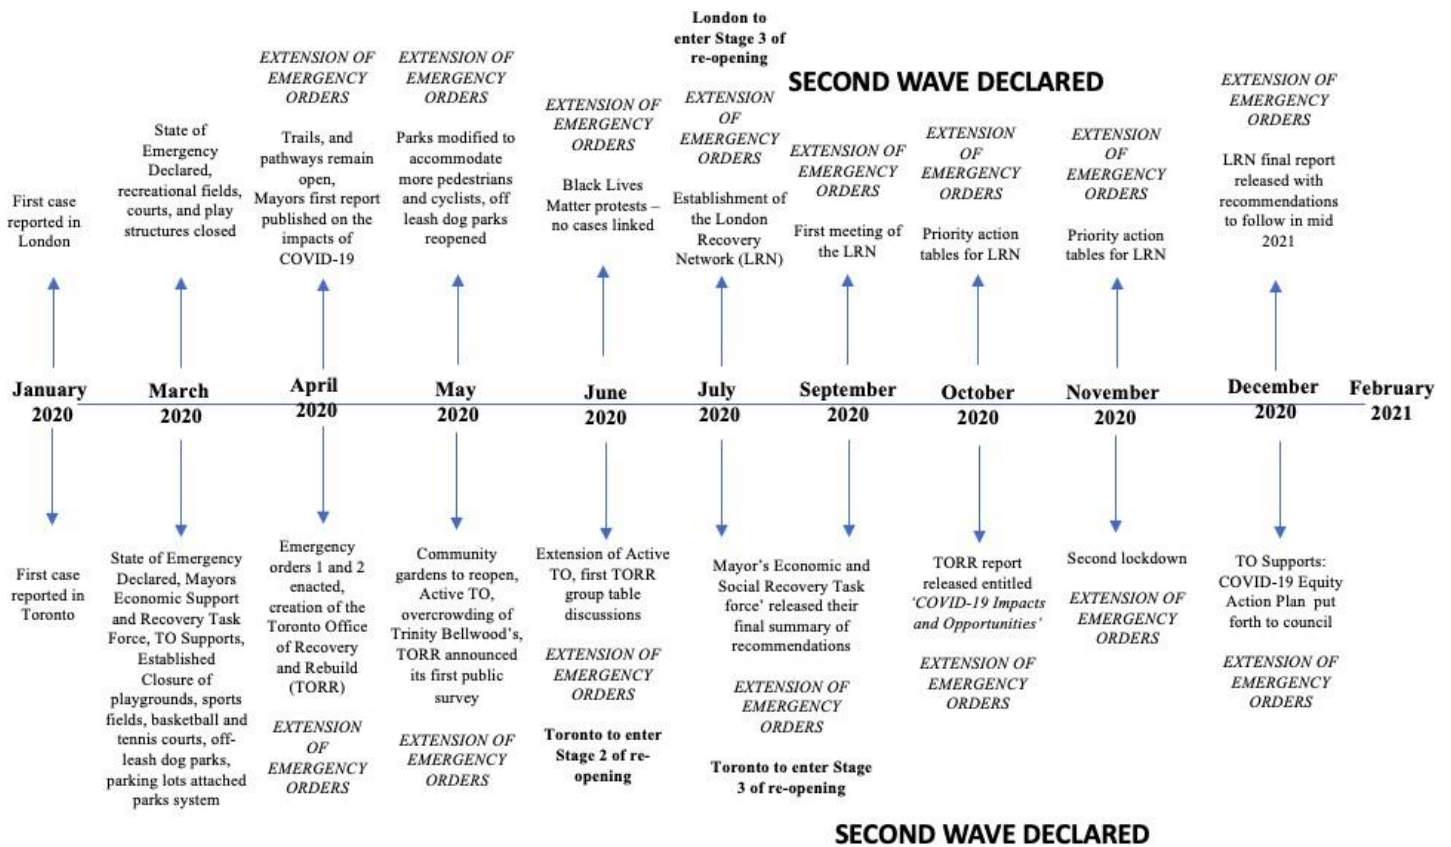 First case
reported in
London
State of
Emergency
Declared,
recreational fields,
courts, and play
structures closed
EXTENSION OF
EMERGENCY
ORDERS
Trails, and
pathways remain
open,
Mayors first report
published on the
impacts of
COVID-19
EXTENSION OF
EMERGENCY
ORDERS
Parks modified to
accommodate
more pedestrians
and cyclists, off
leash dog parks
reopened
EXTENSION OF
EMERGENCY
ORDERS
Black Lives
Matter protests –
no cases linked
London to
enter Stage 3 of
re-opening
EXTENSION
OF
EMERGENCY
ORDERS
Establishment of
the London
Recovery
Network (LRN)
SECOND WAVE DECLARED
EXTENSION OF
EMERGENCY
ORDERS
First meeting of
the LRN
EXTENSION
OF
EMERGENCY
ORDERS
Priority action
tables for LRN
EXTENSION
OF
EMERGENCY
ORDERS
Priority action
tables for LRN
EXTENSION OF
EMERGENCY
ORDERS
LRN final report
released with
recommendations
to follow in mid
2021
January
2020
March
2020
April
2020
May
2020
June
2020
July
2020
September
2020
October
2020
November
2020
December
2020
February
2021
First case
reported in
Toronto
State of Emergency
Declared, Mayors
Economic Support
and Recovery Task
Force, TO Supports,
Established
Closure of
playgrounds, sports
fields, basketball and
tennis courts, off-
leash dog parks,
parking lots attached
parks system
Emergency
orders 1 and 2
enacted,
creation of the
Toronto Office
of Recovery
and Rebuild
(TORR)
EXTENSION
OF
EMERGENCY
ORDERS
Community
gardens to reopen,
Active TO,
overcrowding of
Trinity Bellwood’s,
TORR announced
its first public
survey
EXTENSION OF
EMERGENCY
ORDERS
Extension of Active
TO, first TORR
group table
discussions
EXTENSION OF
EMERGENCY
ORDERS
Toronto to enter
Stage 2 of re-
opening
Mayor’s Economic and
Social Recovery Task
force’ released their
final summary of
recommendations
EXTENSION OF
EMERGENCY
ORDERS
Toronto to enter Stage
3 of re-opening
TORR report
released entitled
‘COVID-19 Impacts
and Opportunities’
EXTENSION OF
EMERGENCY
ORDERS
Second lockdown
EXTENSION OF
EMERGENCY
ORDERS
TO Supports:
COVID-19 Equity
Action Plan put
forth to council
EXTENSION OF
EMERGENCY
ORDERS
SECOND WAVE DECLARED